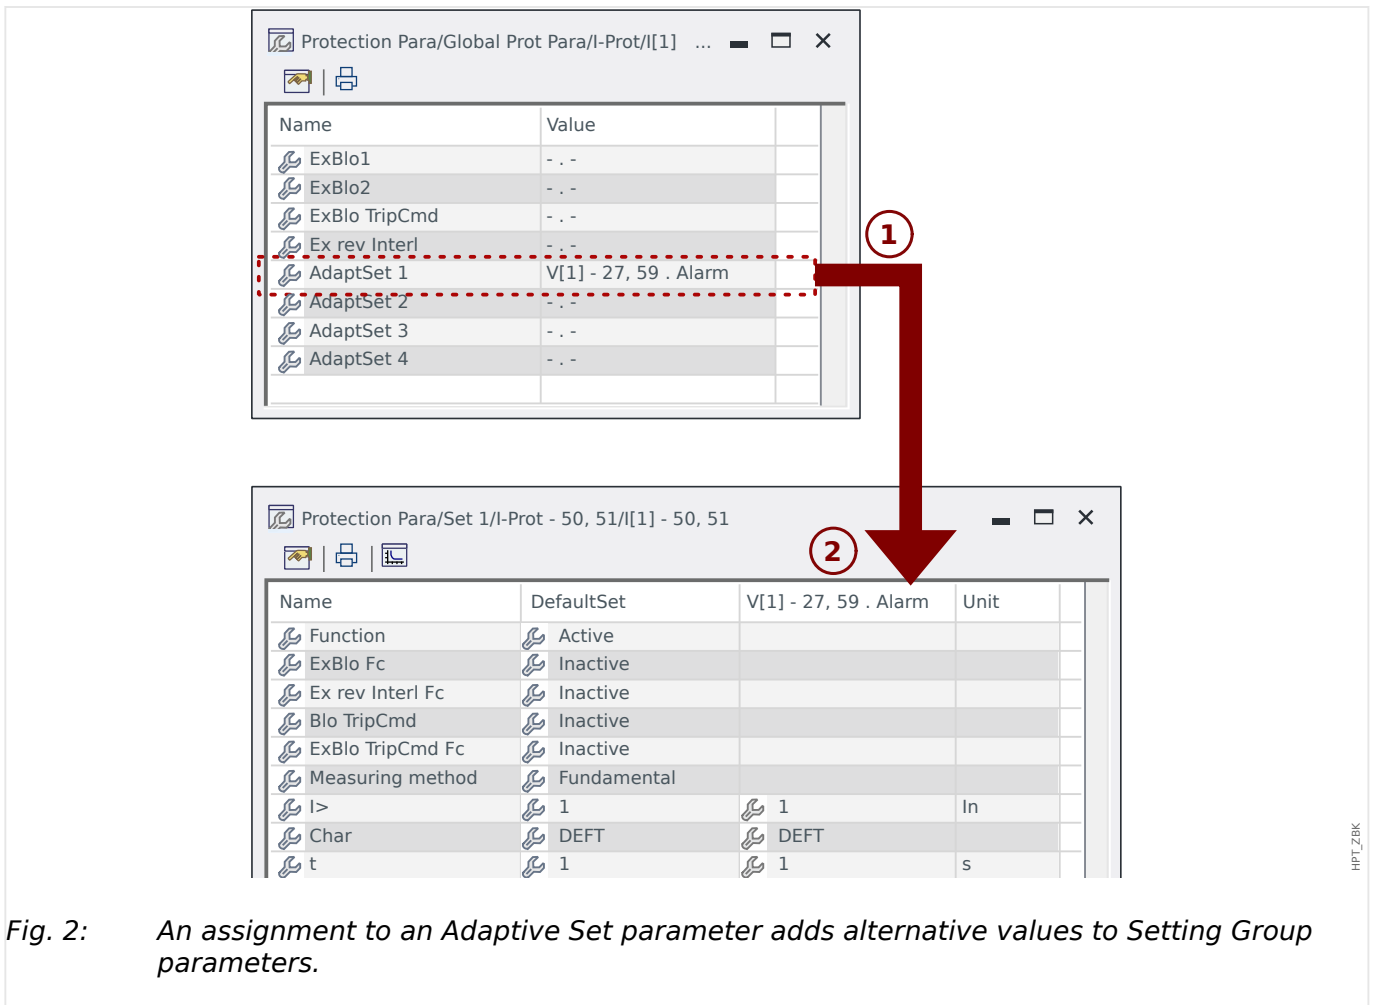 Protection Para/Global Prot Para/I-Prot/I[1] ...
Name Value
ExBlo1 - . -
ExBlo2 - . -
ExBlo TripCmd - . -
Ex rev Interl - . -
AdaptSet 1 V[1] - 27, 59 . Alarm
AdaptSet 2 - . -
AdaptSet 3 - . -
AdaptSet 4 - . -
1
Protection Para/Set 1/I-Prot - 50, 51/I[1] - 50, 51
2
Name DefaultSet V[1] - 27, 59 . Alarm Unit
Function Active
ExBlo Fc Inactive
Ex rev Interl Fc Inactive
Blo TripCmd Inactive
ExBlo TripCmd Fc Inactive
Measuring method Fundamental
I> 1 1 In
Char DEFT DEFT
t 1 1 s
HPT_ZBK
Fig. 2: An assignment to an Adaptive Set parameter adds alternative values to Setting Group
parameters.